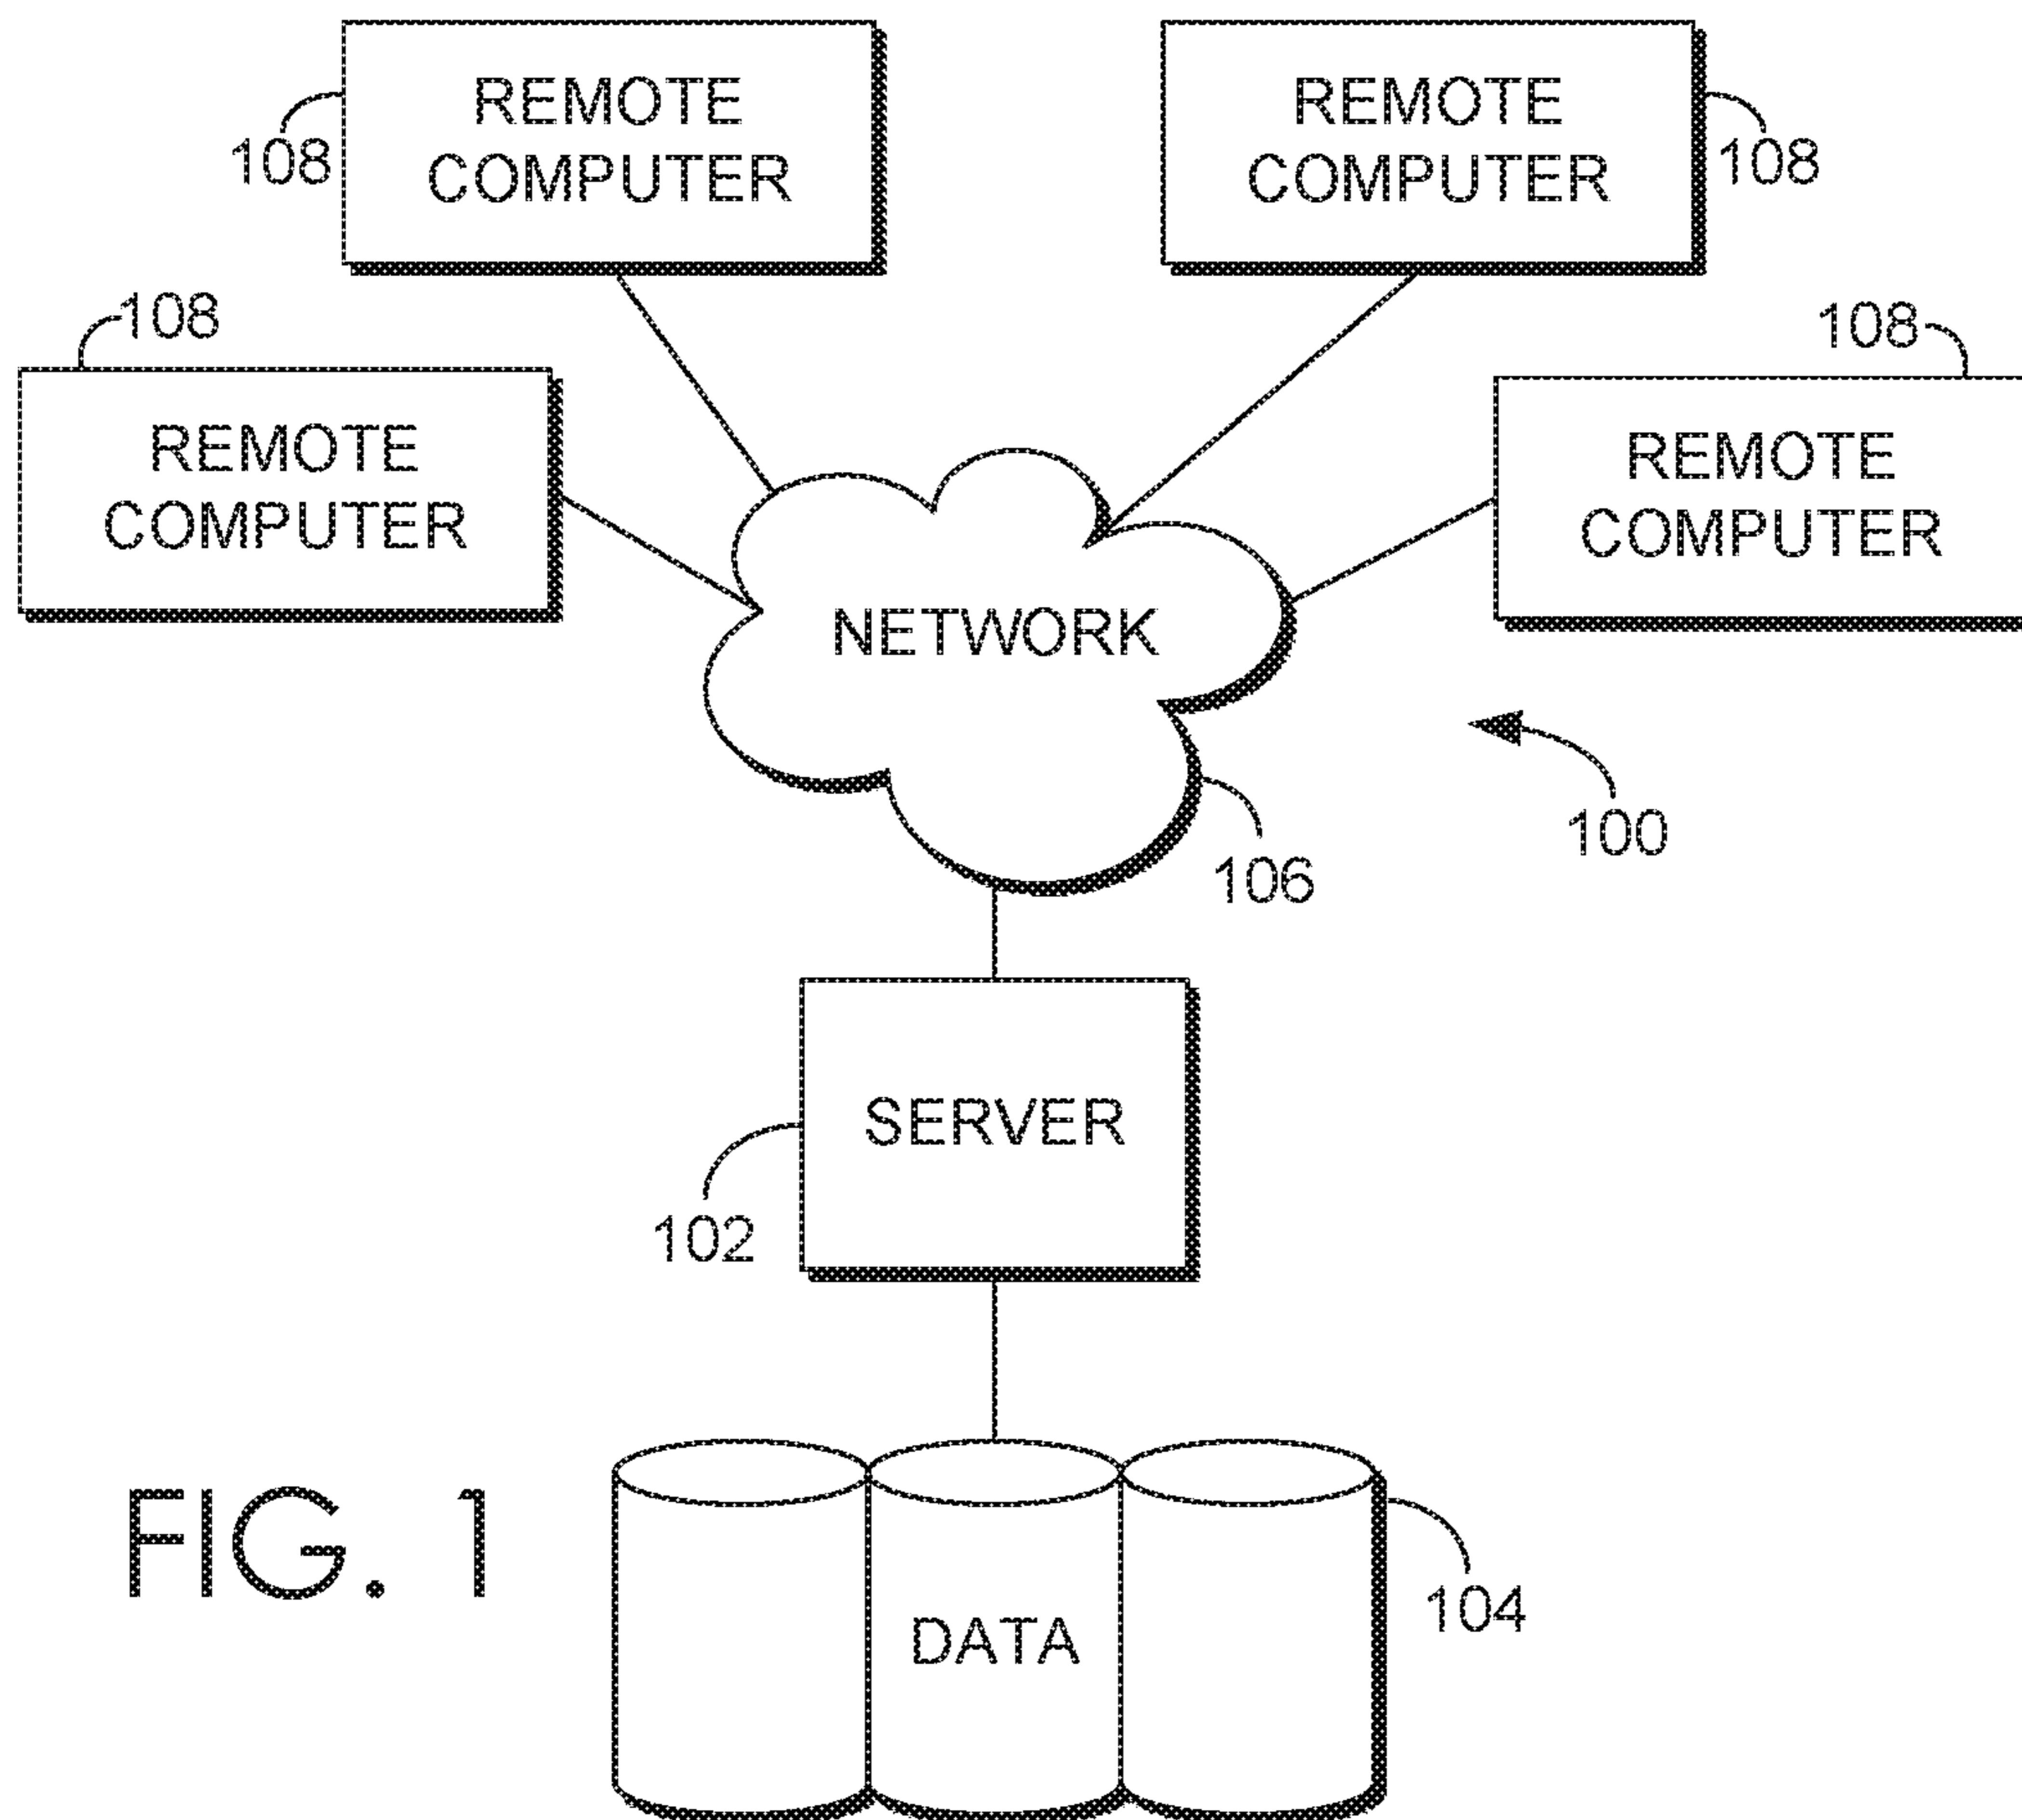 REMOTE
COMPUTER
108
REMOTE
COMPUTER
108
108
REMOTE
COMPUTER
108
REMOTE
COMPUTER
NETWORK
100
106
SERVER
102
FIG. 1
DATA
104